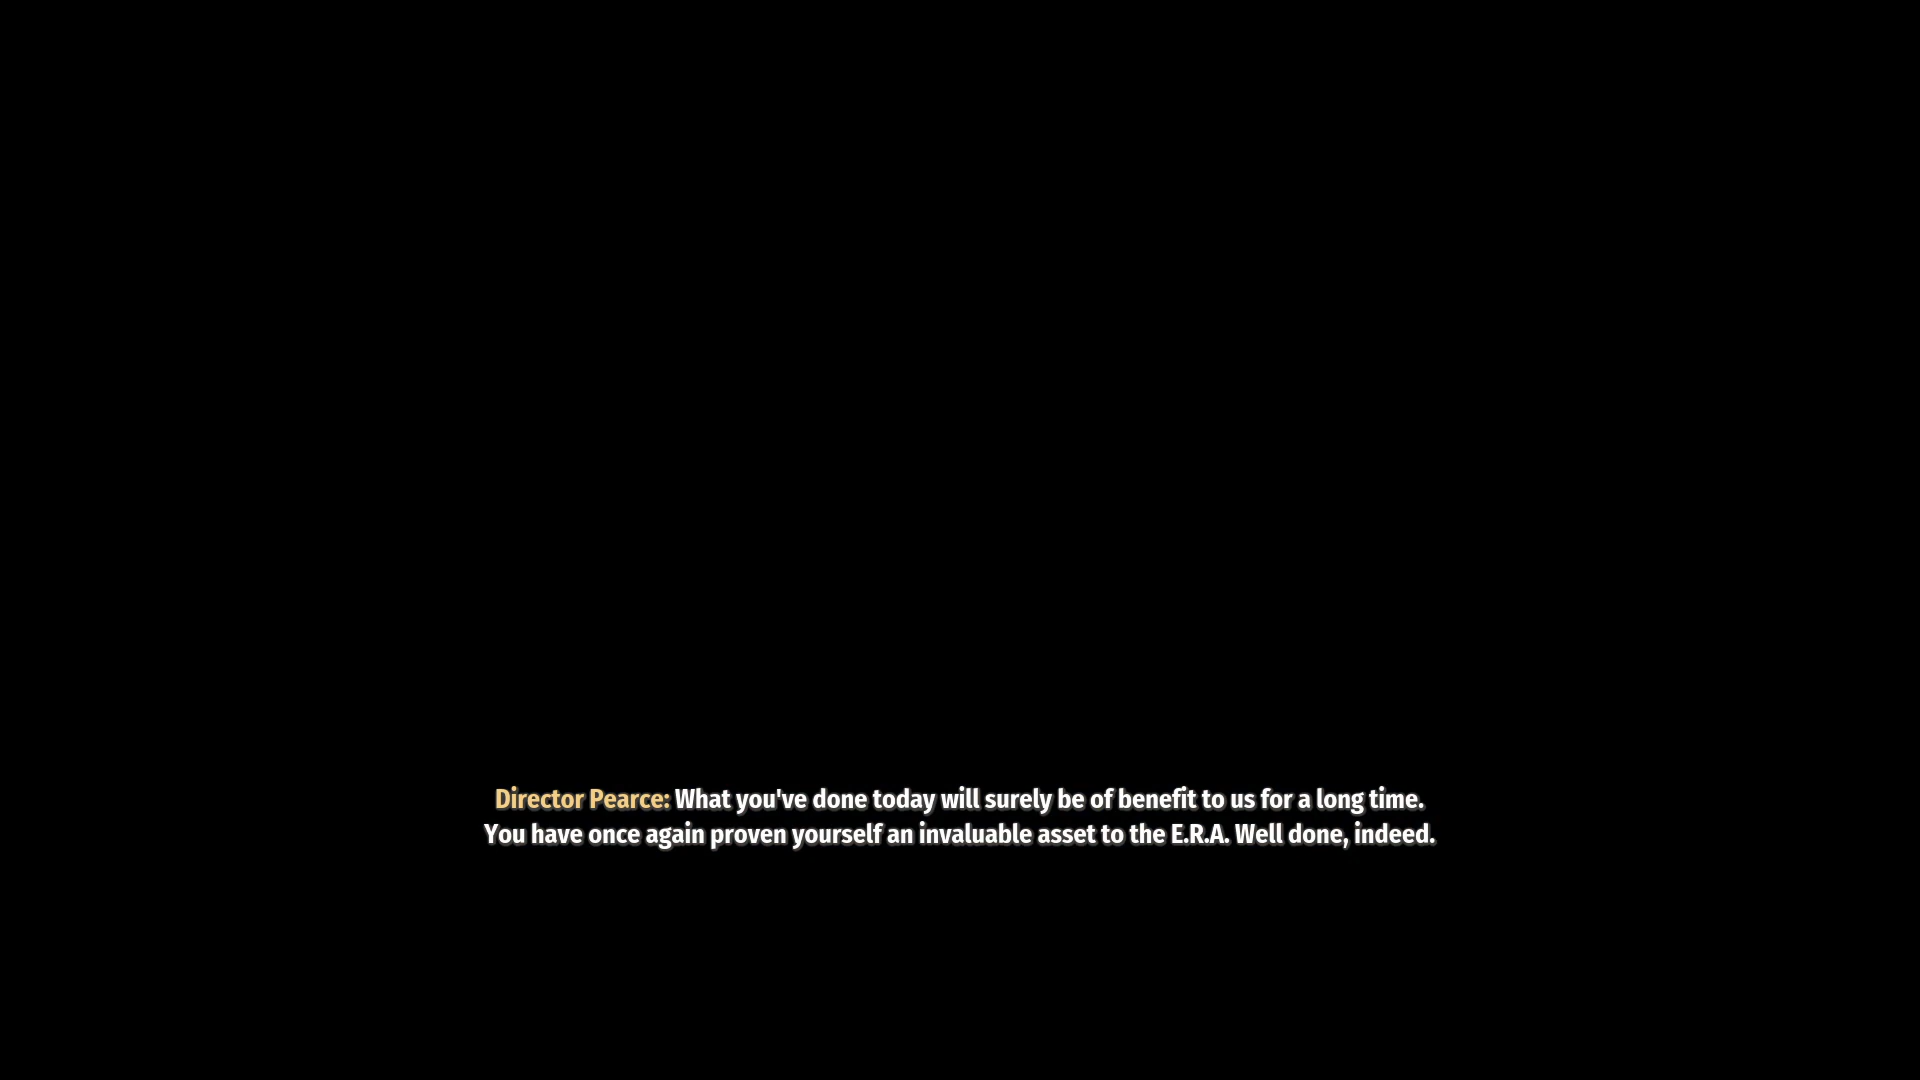 Director Pearce: What you've done today will surely be of benefit to us for a long time.
You have once again proven yourself an invaluable asset to the E.R.A. Well done, indeed.